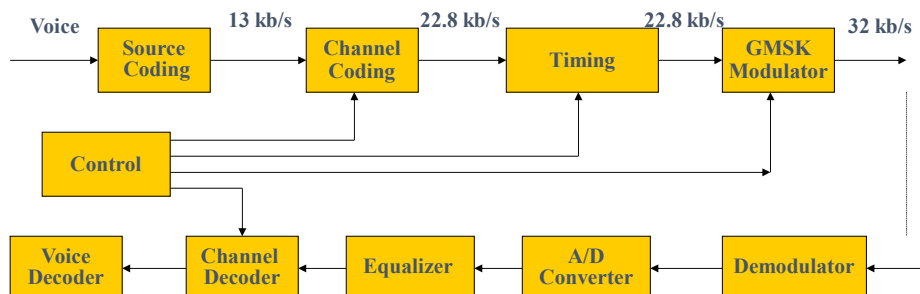 Voice
13 kb/s
22.8 kb/s
22.8 kb/s
32 kb/s
Source
Coding
Channel
Coding
Timing
GMSK
Modulator
Control
Voice
Decoder
Channel
Decoder
Equalizer
A/D
Converter
Demodulator